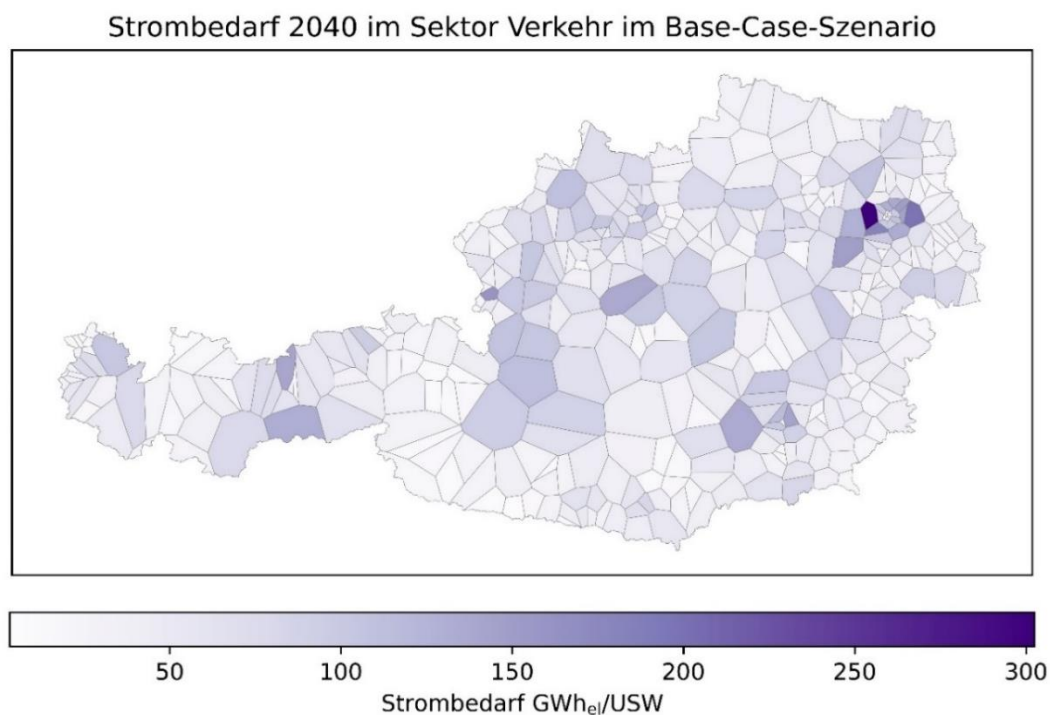 Strombedarf 2040 im Sektor Verkehr im Base-Case-Szenario
50 100 150 200 250 300
Strombedarf GWhₑₗ/USW